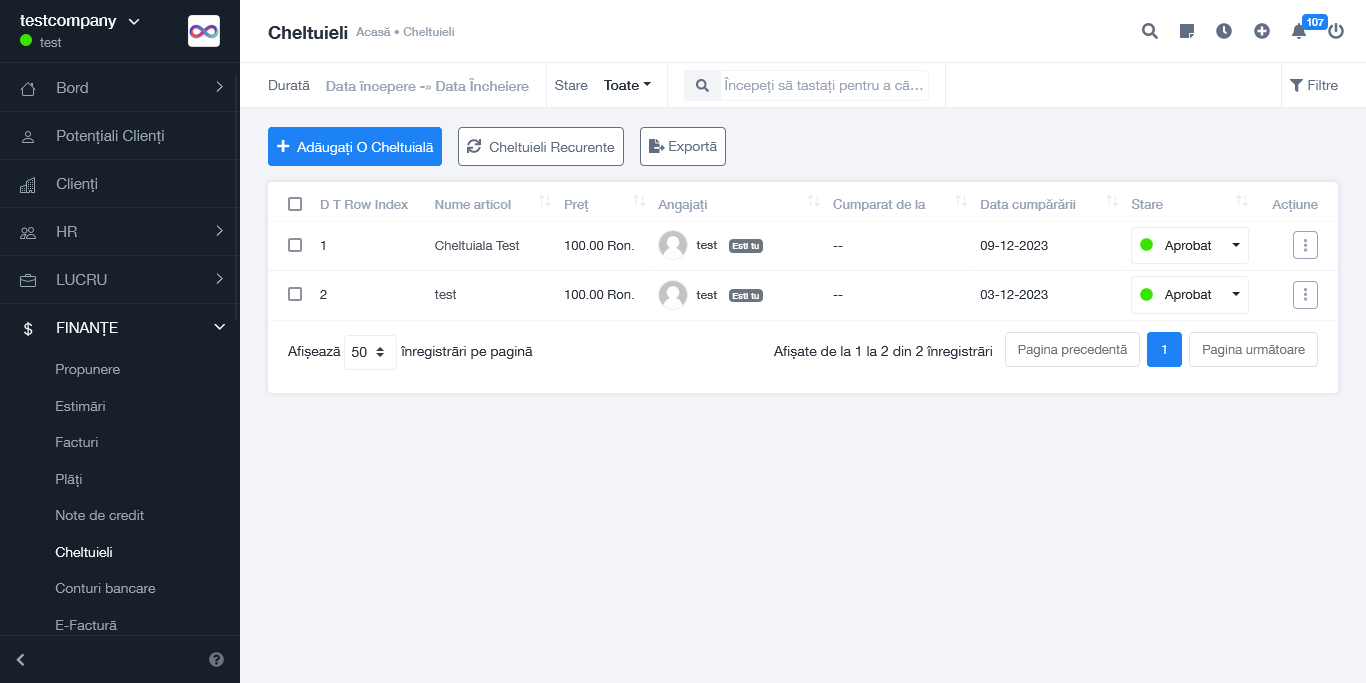 testcompany
test
Bord
Potențiali Clienți
Clienți
HR
LUCRU
$ FINANȚE
Propunere
Estimări
Facturi
Plăți
Note de credit
Cheltuieli
Conturi bancare
E-Factură
Cheltuieli Acasă • Cheltuieli
107
Durată Data începere -» Data Încheiere Stare Toate Începeți să tastați pentru a că... Filtre
Adăugați O Cheltuială Cheltuieli Recurente Exportă
D T Row Index Nume articol Preț Angajați Cumparat de la Data cumpărării Stare Acțiune
1 Cheltuiala Test 100.00 Ron. test Esti tu -- 09-12-2023 Aprobat
2 test 100.00 Ron. test Esti tu -- 03-12-2023 Aprobat
Afișează 50 înregistrări pe pagină Afișate de la 1 la 2 din 2 înregistrări Pagina precedentă 1 Pagina următoare